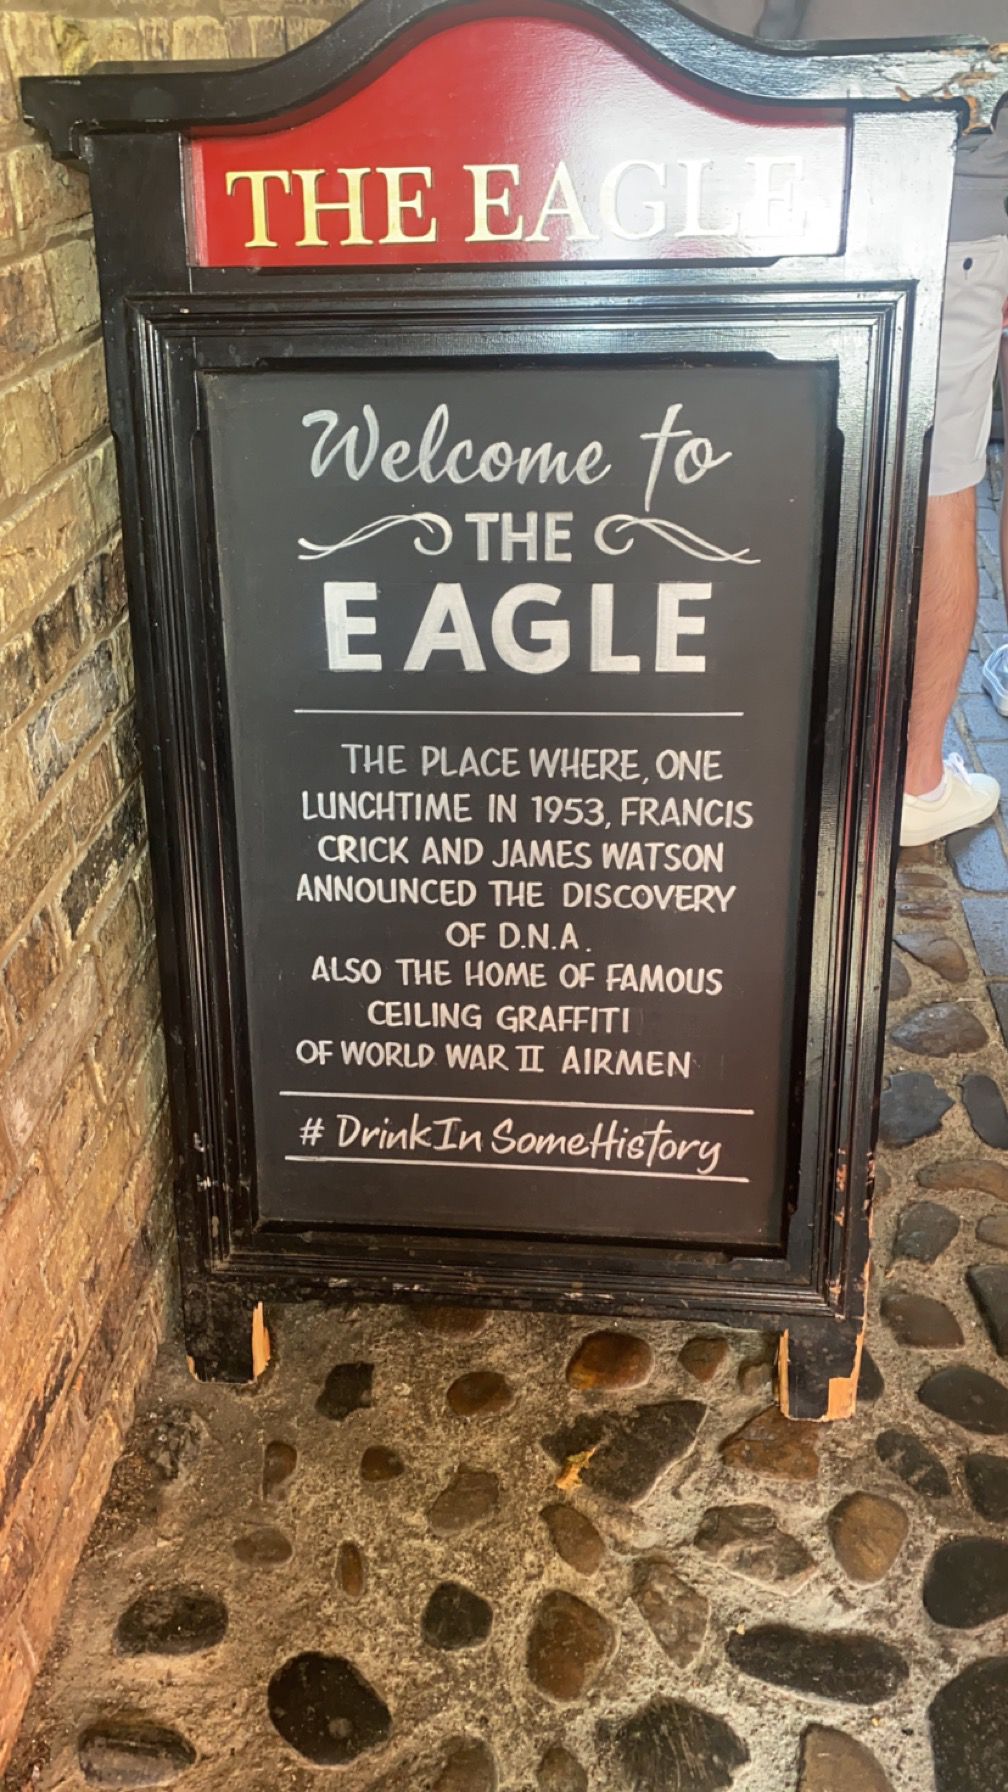 THE EAGLE
Welcome to
THE
EAGLE
THE PLACE WHERE, ONE
LUNCHTIME IN 1953, FRANCIS
CRICK AND JAMES WATSON
ANNOUNCED THE DISCOVERY
OF D.N.A.
ALSO THE HOME OF FAMOUS
CEILING GRAFFITI
OF WORLD WAR II AIRMEN
# DrinkInSomeHistory